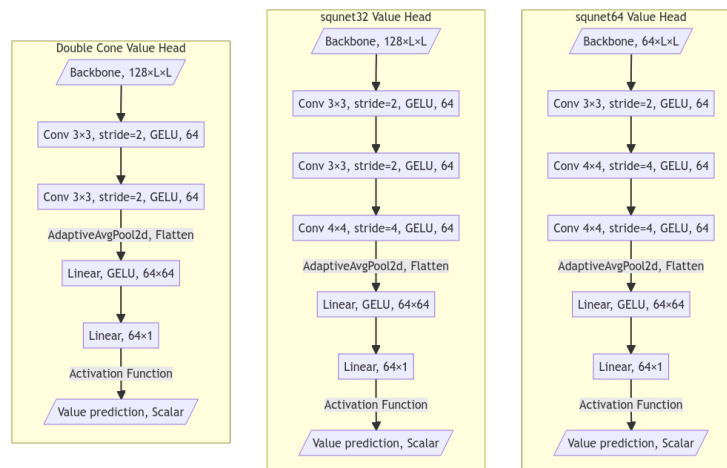 Double Cone Value Head
Backbone, 128×L×L
Conv 3×3, stride=2, GELU, 64
Conv 3×3, stride=2, GELU, 64
AdaptiveAvgPool2d, Flatten
Linear, GELU, 64×64
Linear, 64×1
Activation Function
Value prediction, Scalar
squnet32 Value Head
Backbone, 128×L×L
Conv 3×3, stride=2, GELU, 64
Conv 3×3, stride=2, GELU, 64
Conv 4×4, stride=4, GELU, 64
AdaptiveAvgPool2d, Flatten
Linear, GELU, 64×64
Linear, 64×1
Activation Function
Value prediction, Scalar
squnet64 Value Head
Backbone, 64×L×L
Conv 3×3, stride=2, GELU, 64
Conv 4×4, stride=4, GELU, 64
Conv 4×4, stride=4, GELU, 64
AdaptiveAvgPool2d, Flatten
Linear, GELU, 64×64
Linear, 64×1
Activation Function
Value prediction, Scalar